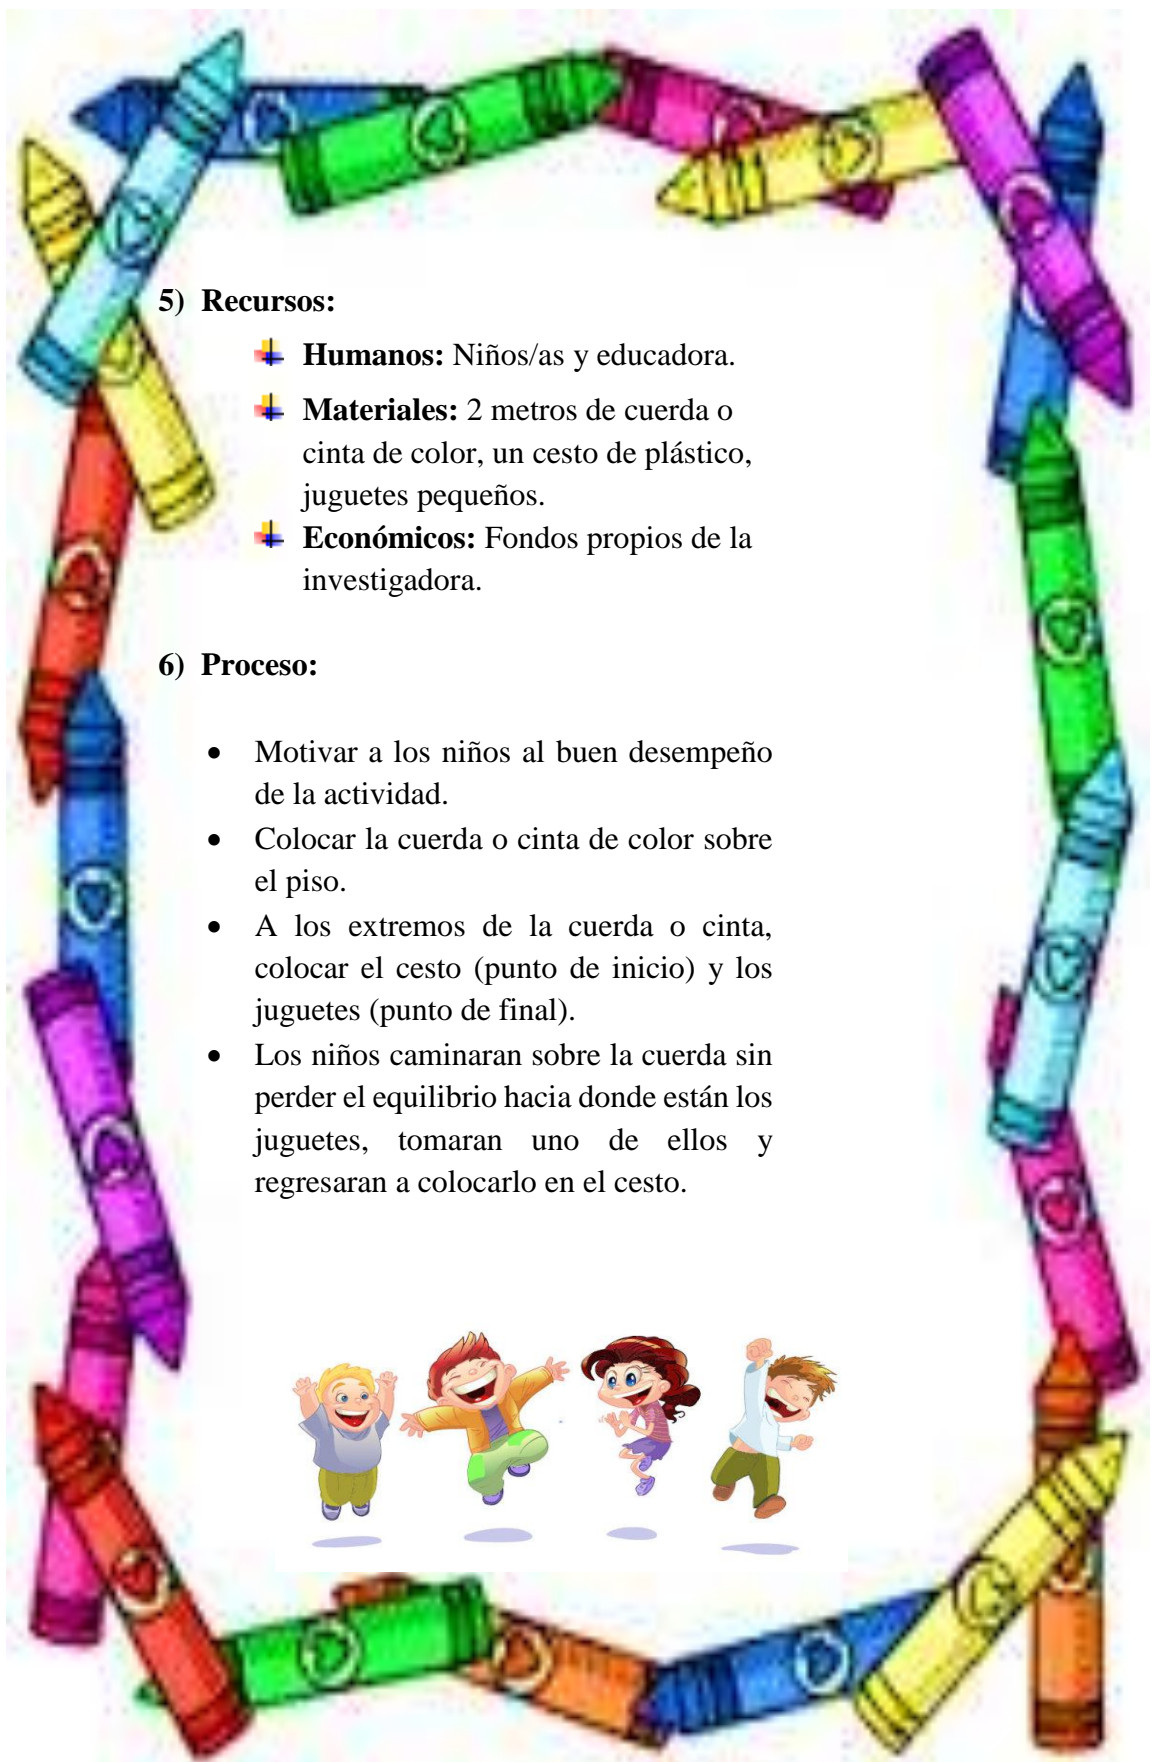 5) Recursos:
Humanos: Niños/as y educadora.
Materiales: 2 metros de cuerda o
cinta de color, un cesto de plástico,
juguetes pequeños.
Económicos: Fondos propios de la
investigadora.
6) Proceso:
• Motivar a los niños al buen desempeño
de la actividad.
• Colocar la cuerda o cinta de color sobre
el piso.
• A los extremos de la cuerda o cinta,
colocar el cesto (punto de inicio) y los
juguetes (punto de final).
• Los niños caminaran sobre la cuerda sin
perder el equilibrio hacia donde están los
juguetes, tomaran uno de ellos y
regresaran a colocarlo en el cesto.